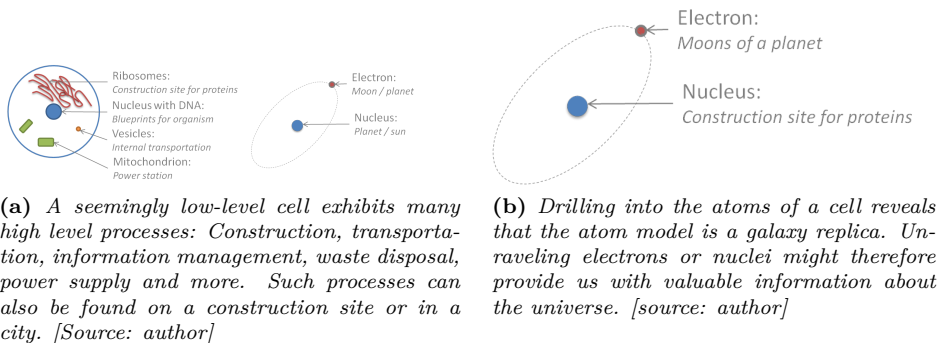 Ribosomes:
Construction site for proteins
Nucleus with DNA:
Blueprints for organism
Vesicles:
Internal transportation
Mitochondrion:
Power station
Electron:
Moon / planet
Nucleus:
Planet / sun
(a) A seemingly low-level cell exhibits many
high level processes: Construction, transporta-
tion, information management, waste disposal,
power supply and more. Such processes can
also be found on a construction site or in a
city. [Source: author]
Electron:
Moons of a planet
Nucleus:
Construction site for proteins
(b) Drilling into the atoms of a cell reveals
that the atom model is a galaxy replica. Un-
raveling electrons or nuclei might therefore
provide us with valuable information about
the universe. [source: author]